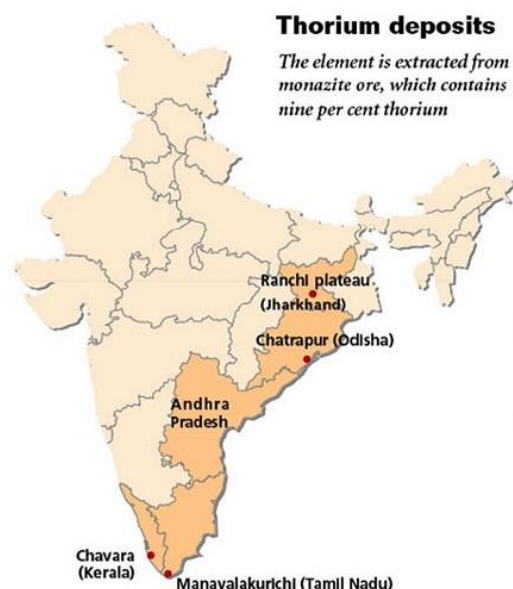 Thorium deposits
The element is extracted from
monazite ore, which contains
nine per cent thorium
Ranchi plateau
(Jharkhand)
Chatrapur (Odisha)
Andhra
Pradesh
Chavara
(Kerala)
Manavalakurichi (Tamil Nadu)